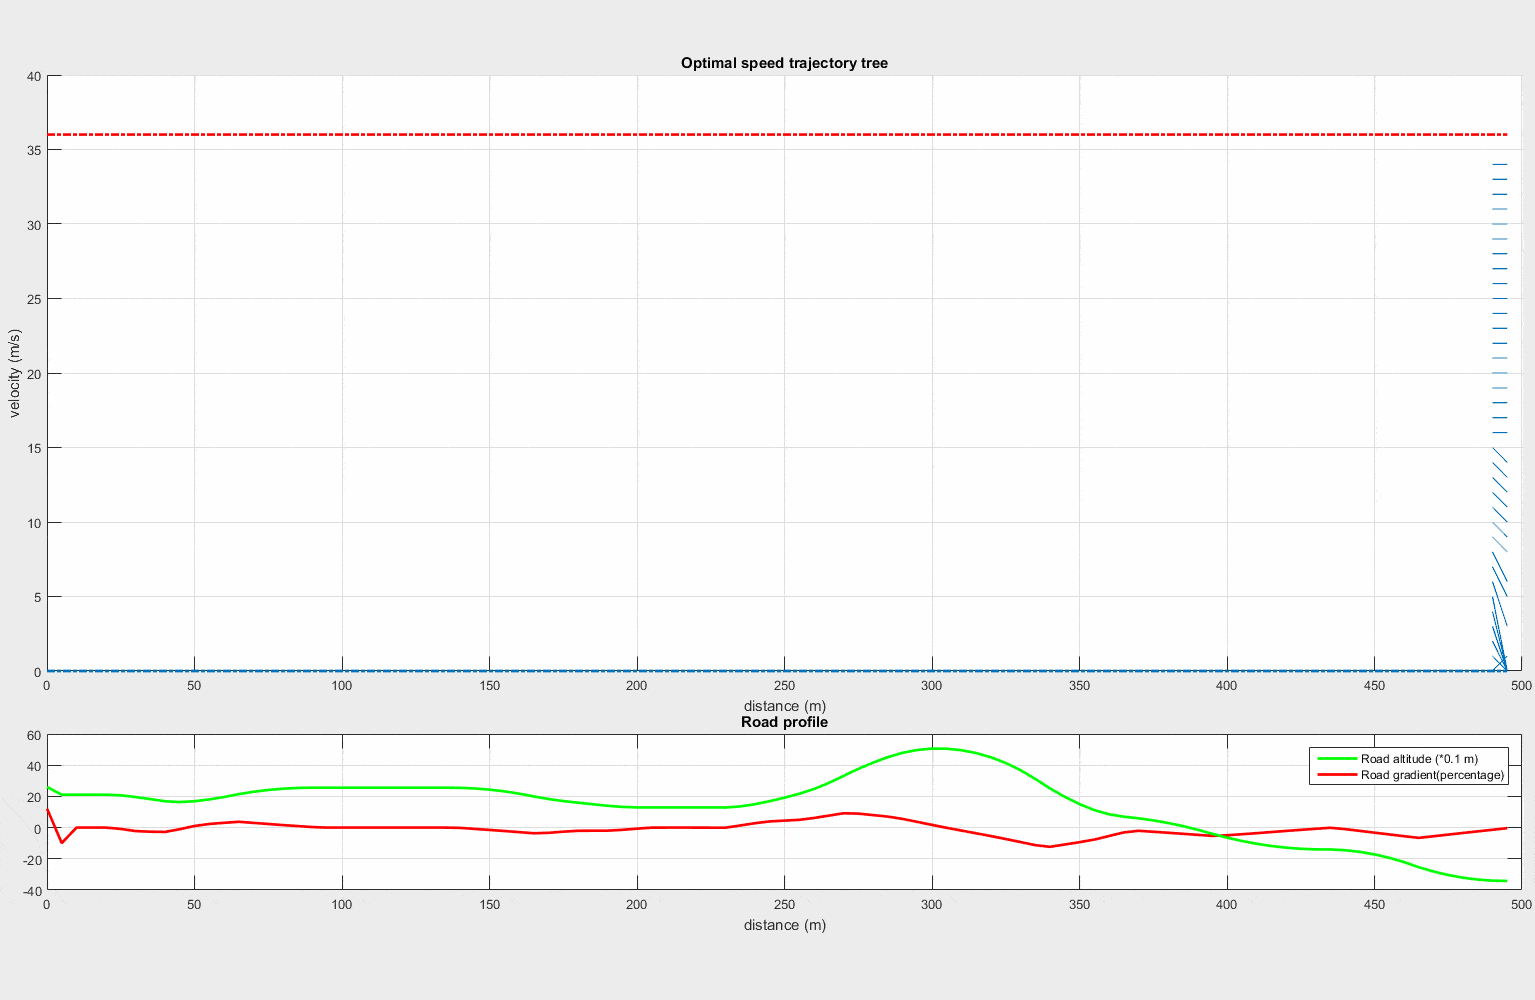 Optimal speed trajectory tree
40
35
30
25
20
15
10
5
0
velocity (m/s)
0 50 100 150 200 250 300 350 400 450 500
distance (m)
Road profile
60
40
20
0
-20
-40
Road altitude (*0.1 m)
Road gradient(percentage)
0 50 100 150 200 250 300 350 400 450 500
distance (m)